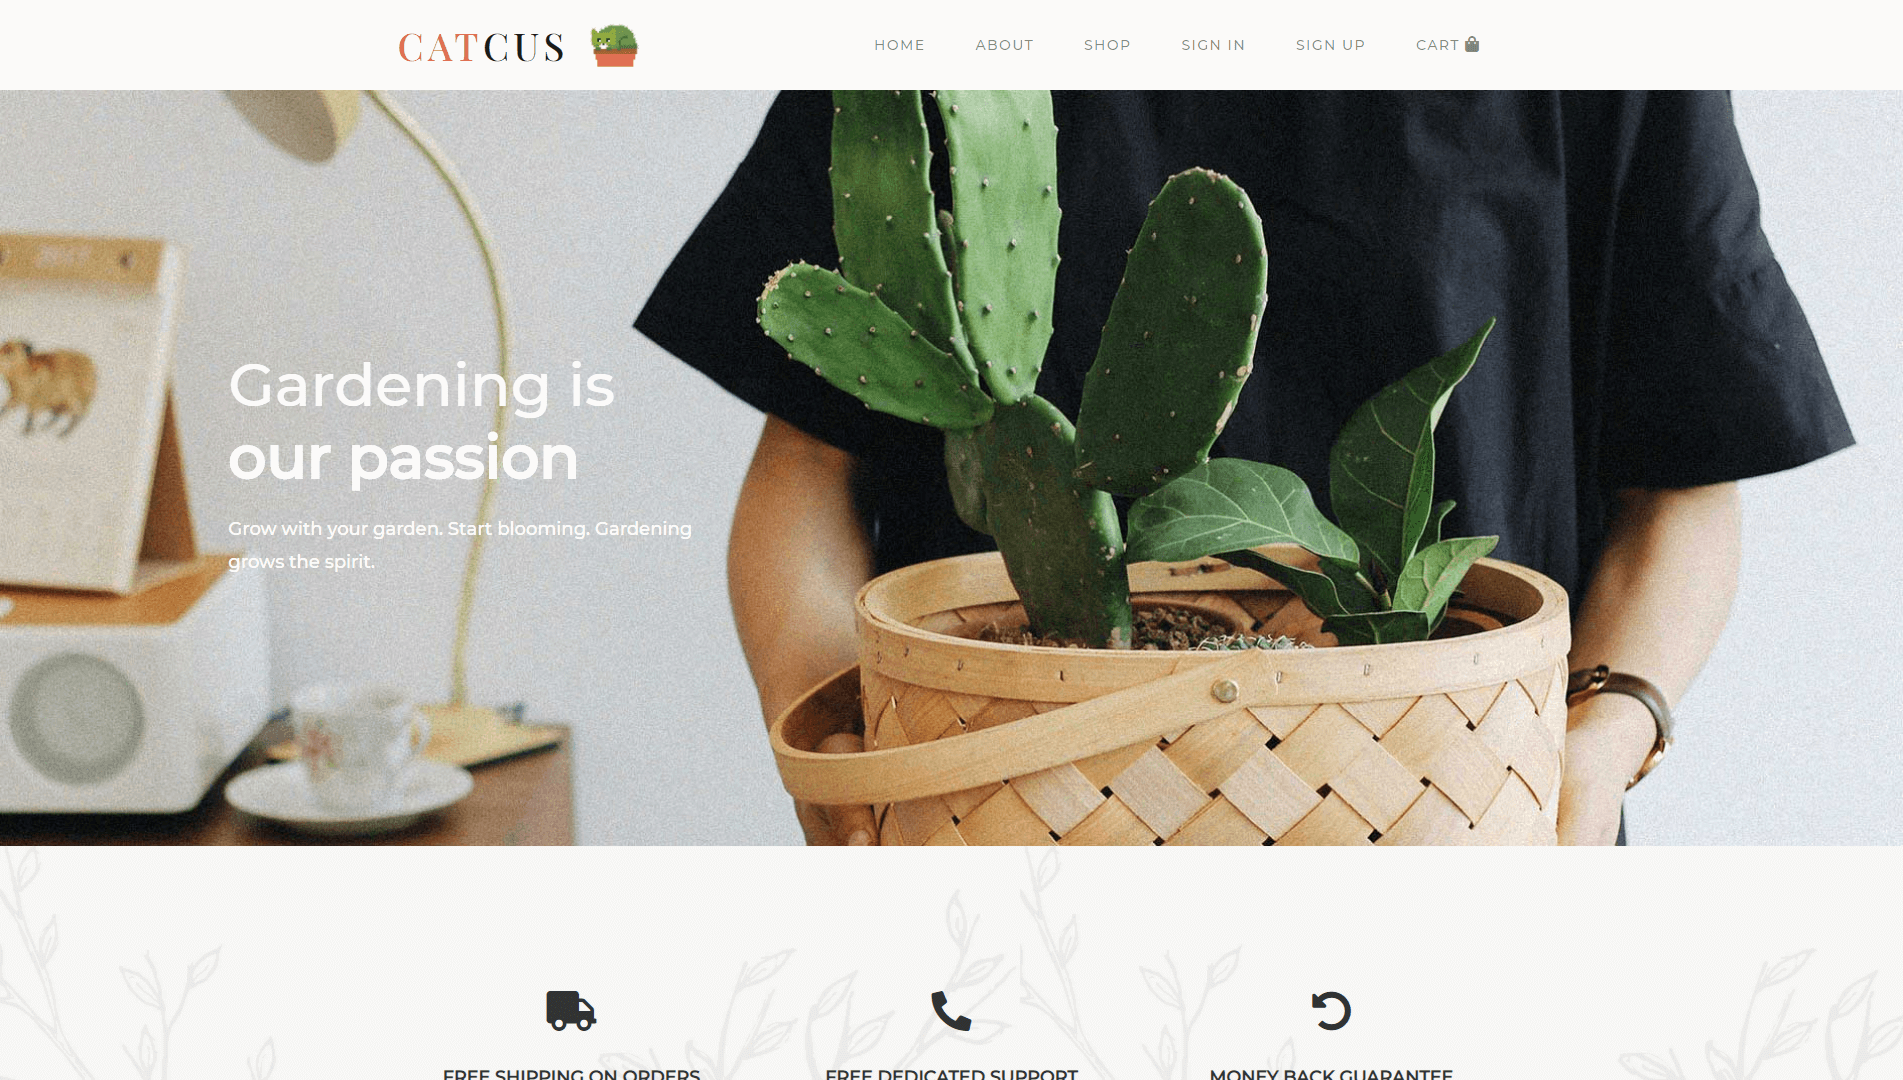 CATCUS
HOME ABOUT SHOP SIGN IN SIGN UP CART
Gardening is
our passion
Grow with your garden. Start blooming. Gardening
grows the spirit.
FREE SHIPPING ON ORDERS FREE DEDICATED SUPPORT MONEY BACK GUARANTEE